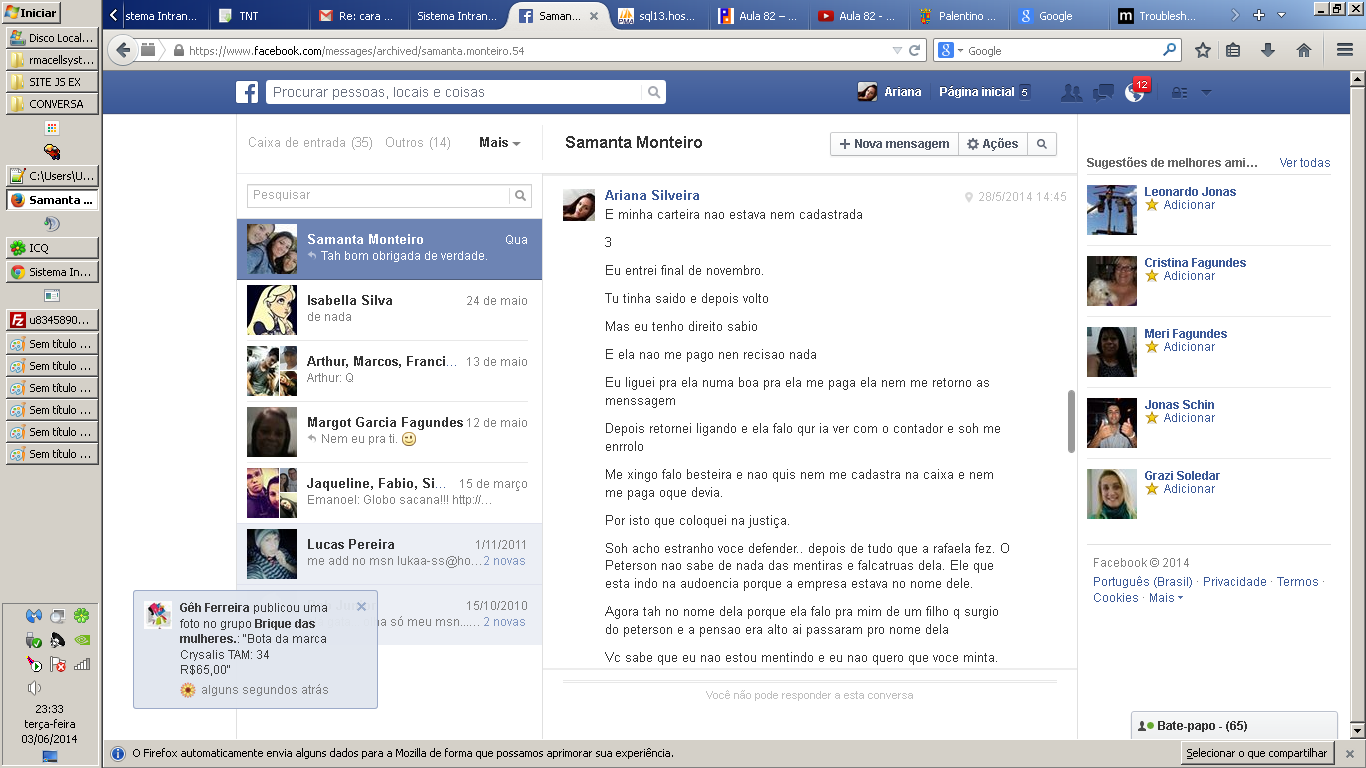 Iniciar
Disco Local...
rmacellsyst...
SITE JS EX
CONVERSA
C:\Users\U...
Samanta ...
ICQ
Sistema In...
u8345890...
Sem título ...
Sem título ...
Sem título ...
Sem título ...
Sem título ...
Sem título ...
23:33
terça-feira
03/06/2014
istema Intran...
TNT
Re: cara ...
Sistema Intran...
Saman...
sql13.hos...
Aula 82 – ...
Aula 82 - ...
Palentino ...
Google
Troublesh...
https://www.facebook.com/messages/archived/samanta.monteiro.54
Google
Procurar pessoas, locais e coisas
Ariana
Página inicial 5
12
Caixa de entrada (35)
Outros (14)
Mais
Pesquisar
Samanta Monteiro
Qua
Tah bom obrigada de verdade.
Isabella Silva
24 de maio
de nada
Arthur, Marcos, Franci...
13 de maio
Arthur: Q
Margot Garcia Fagundes
12 de maio
Nem eu pra ti.
Jaqueline, Fabio, Si...
15 de março
Emanoel: Globo sacana!!! http://...
Lucas Pereira
1/11/2011
me add no msn lukaa-ss@ho...
2 novas
15/10/2010
na só meu msn.....
2 novas
Gêh Ferreira publicou uma
foto no grupo Brique das
mulheres.: "Bota da marca
Crysalis TAM: 34
R$65,00"
alguns segundos atrás
Samanta Monteiro
Nova mensagem
Ações
Ariana Silveira
28/5/2014 14:45
E minha carteira nao estava nem cadastrada
3
Eu entrei final de novembro.
Tu tinha saido e depois volto
Mas eu tenho direito sabio
E ela nao me pago nen recisao nada
Eu liguei pra ela numa boa pra ela me paga ela nem me retorno as
menssagem
Depois retornei ligando e ela falo qur ia ver com o contador e soh me
enrrolo
Me xingo falo besteira e nao quis nem me cadastra na caixa e nem
me paga oque devia.
Por isto que coloquei na justiça.
Soh acho estranho voce defender.. depois de tudo que a rafaela fez. O
Peterson nao sabe de nada das mentiras e falcatruas dela. Ele que
esta indo na audoencia porque a empresa estava no nome dele.
Agora tah no nome dela porque ela falo pra mim de um filho q surgio
do peterson e a pensao era alto ai passaram pro nome dela
Vc sabe que eu nao estou mentindo e eu nao quero que voce minta.
Você não pode responder a esta conversa
Sugestões de melhores ami...
Ver todas
Leonardo Jonas
Adicionar
Cristina Fagundes
Adicionar
Meri Fagundes
Adicionar
Jonas Schin
Adicionar
Grazi Soledar
Adicionar
Facebook © 2014
Português (Brasil) · Privacidade · Termos ·
Cookies · Mais
Bate-papo - (65)
O Firefox automaticamente envia alguns dados para a Mozilla de forma que possamos aprimorar sua experiência.
Selecionar o que compartilhar